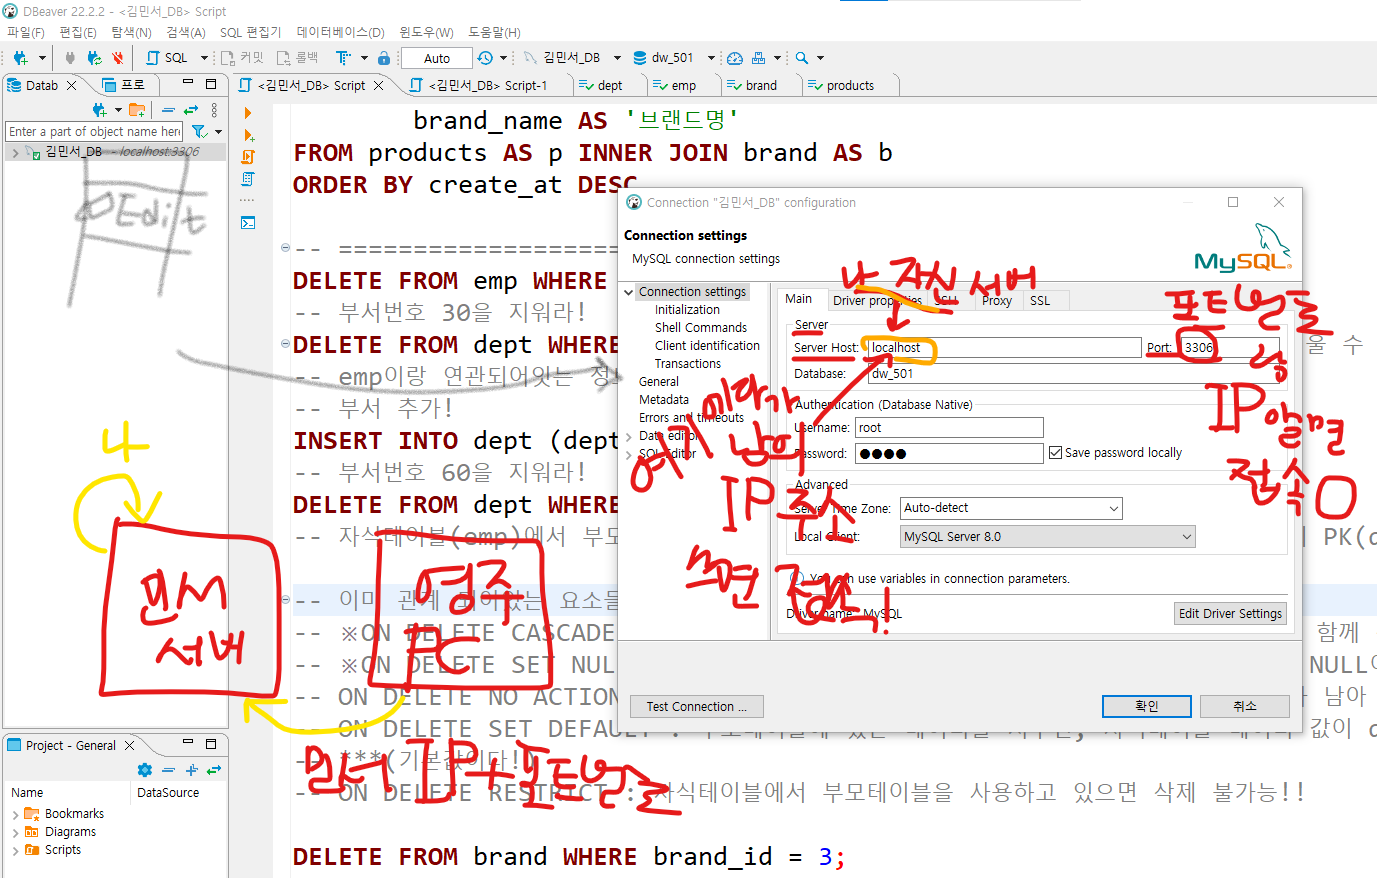 DBeaver 22.2.2 - <김민서_DB> Script
파일(F) 편집(E) 탐색(N) 검색(A) SQL 편집기 데이터베이스(D) 윈도우(W) 도움말(H)
SQL 커밋 롤백 Auto 김민서_DB dw_501
Datab 프로
<김민서_DB> Script <김민서_DB> Script-1 dept emp brand products
Enter a part of object name here
김민서_DB - localhost:3306
Edit
brand_name AS '브랜드명'
FROM products AS p INNER JOIN brand AS b
ORDER BY create_at DESC
-- ==================
DELETE FROM emp WHERE
-- 부서번호 30을 지워라!
DELETE FROM dept WHERE
울 수
-- emp이랑 연관되어잇는 정
-- 부서 추가!
INSERT INTO dept (dept
-- 부서번호 60을 지워라!
DELETE FROM dept WHERE
-- 자식테이블(emp)에서 부모
PK(d
-- 이미 관계 되어있는 요소들
-- ※ON DELETE CASCADE
함께
-- ※ON DELETE SET NUL
NULL이
-- ON DELETE NO ACTION
남아
-- ON DELETE SET DEFAULT :
값이
-- ***(기본값이다!)
-- ON DELETE RESTRICT : 자식테이블에서 부모테이블을 사용하고 있으면 삭제 불가능!!
DELETE FROM brand WHERE brand_id = 3;
Connection "김민서_DB" configuration
Connection settings
MySQL connection settings
MySQL
Connection settings
Initialization
Shell Commands
Client identification
Transactions
General
Metadata
Errors and timeouts
Data editor
SQL Editor
Main Driver properties SSH Proxy SSL
Server
Server Host: localhost Port: 3306
Database: dw_501
Authentication (Database Native)
Username: root
Password: ●●●●
Save password locally
Advanced
Server Time Zone: Auto-detect
Local Client: MySQL Server 8.0
You can use variables in connection parameters.
Driver name: MySQL
Edit Driver Settings
Test Connection ...
확인 취소
나 자신 서버
포트번호를
남
IP 알면
접속 O
여기 이따가 남의
IP 주소
쓰면 접속!
나
민서
서버
영주
PC
민서 IP + 포트번호
Project - General
Name DataSource
Bookmarks
Diagrams
Scripts